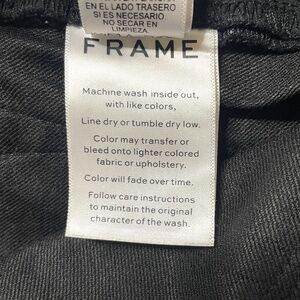 EN EL LADO TRASERO
SI ES NECESARIO
NO SECAR EN
LIMPIEZA
FRAME
Machine wash inside out,
with like colors,
Line dry or tumble dry low.
Color may transfer or
bleed onto lighter colored
fabric or upholstery.
Color will fade over time.
Follow care instructions
to maintain the original
character of the wash.